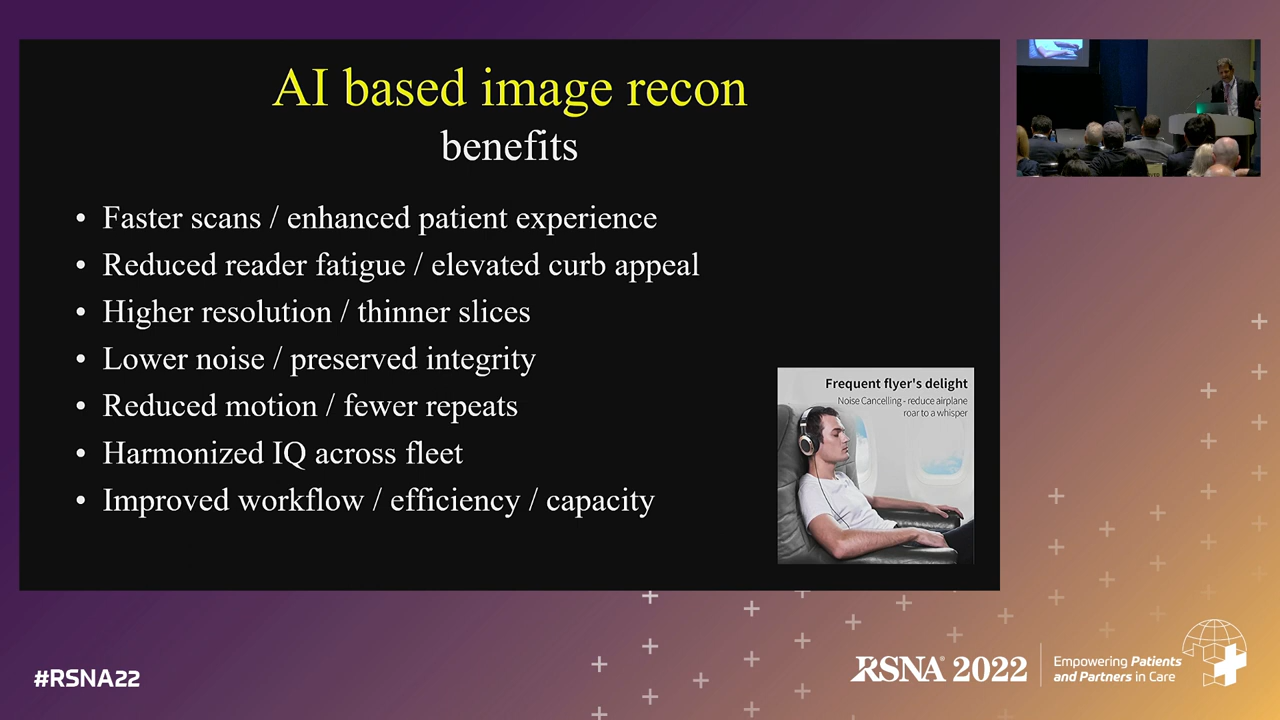 AI based image recon
benefits
• Faster scans / enhanced patient experience
• Reduced reader fatigue / elevated curb appeal
• Higher resolution / thinner slices
• Lower noise / preserved integrity
• Reduced motion / fewer repeats
• Harmonized IQ across fleet
• Improved workflow / efficiency / capacity
Frequent flyer's delight
Noise Cancelling - reduce airplane
roar to a whisper
#RSNA22
RSNA® 2022
Empowering Patients
and Partners in Care